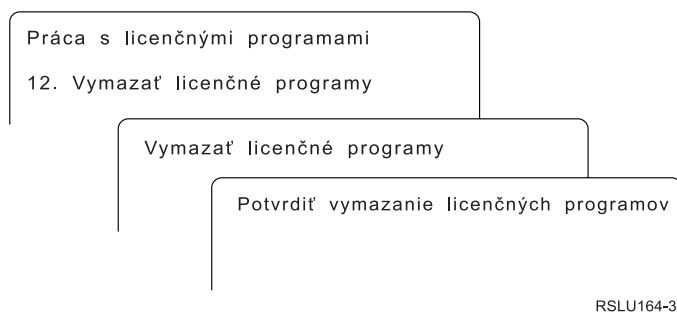 Práca s licenčnými programami
12. Vymazať licenčné programy
Vymazať licenčné programy
Potvrdiť vymazanie licenčných programov
RSLU164-3